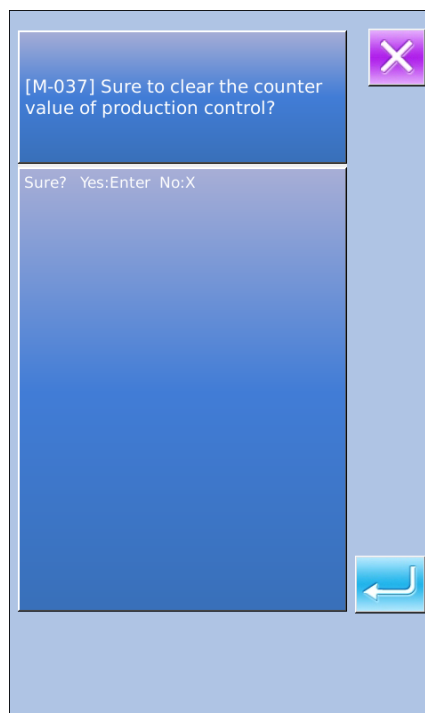 [M-037] Sure to clear the counter
value of production control?
Sure? Yes:Enter No:X